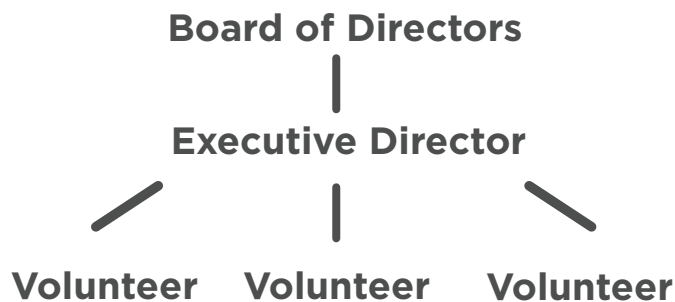 Board of Directors
Executive Director
Volunteer Volunteer Volunteer